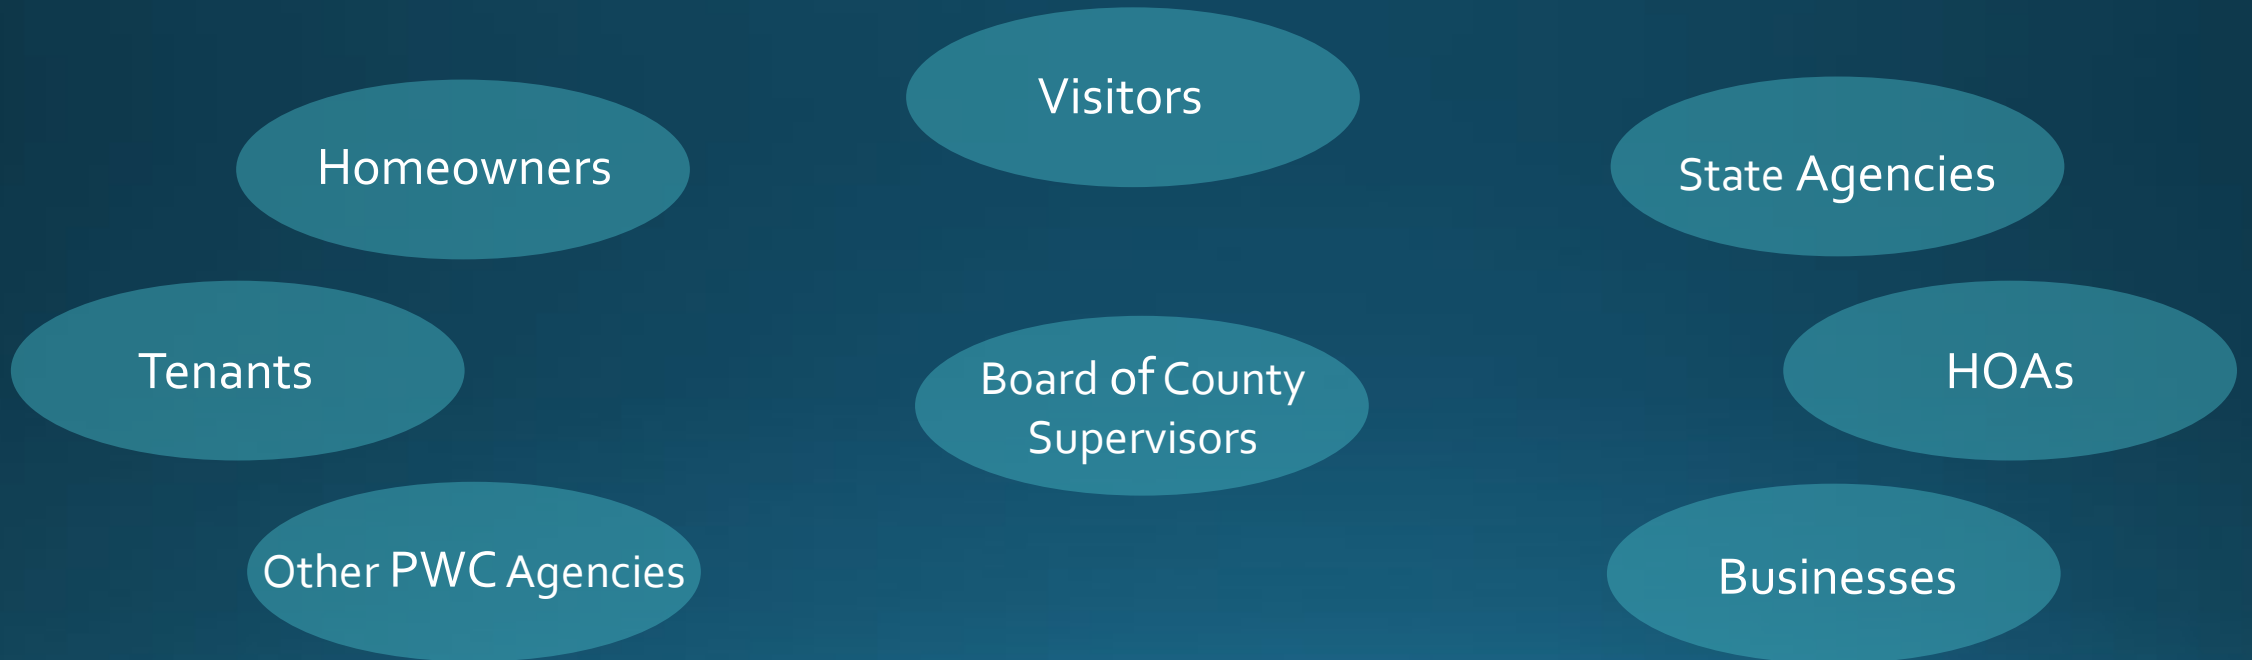 Visitors
Homeowners
State Agencies
Tenants
Board of County
Supervisors
HOAs
Other PWC Agencies
Businesses